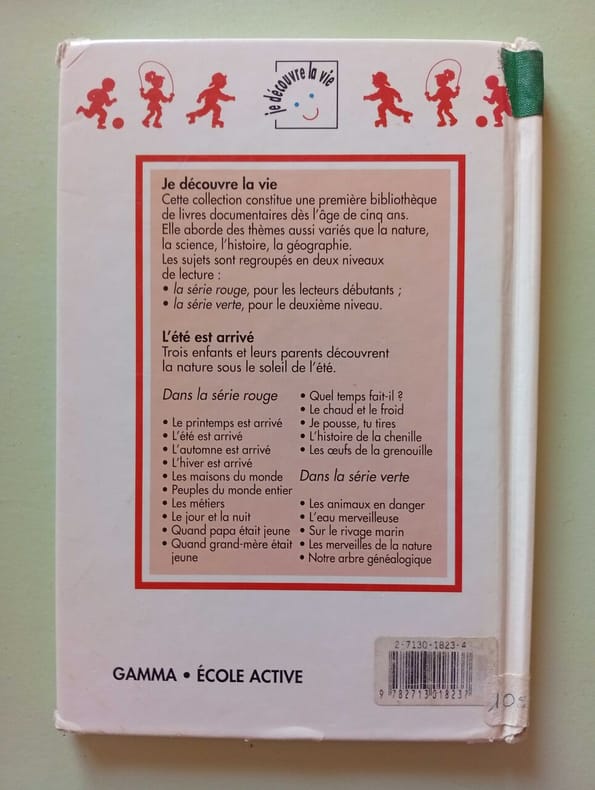 je découvre la vie
Je découvre la vie
Cette collection constitue une première bibliothèque
de livres documentaires dès l'âge de cinq ans.
Elle aborde des thèmes aussi variés que la nature,
la science, l'histoire, la géographie.
Les sujets sont regroupés en deux niveaux
de lecture :
• la série rouge, pour les lecteurs débutants ;
• la série verte, pour le deuxième niveau.
L'été est arrivé
Trois enfants et leurs parents découvrent
la nature sous le soleil de l'été.
Dans la série rouge
• Le printemps est arrivé
• L'été est arrivé
• L'automne est arrivé
• L'hiver est arrivé
• Les maisons du monde
• Peuples du monde entier
• Les métiers
• Le jour et la nuit
• Quand papa était jeune
• Quand grand-mère était
jeune
• Quel temps fait-il ?
• Le chaud et le froid
• Je pousse, tu tires
• L'histoire de la chenille
• Les œufs de la grenouille
Dans la série verte
• Les animaux en danger
• L'eau merveilleuse
• Sur le rivage marin
• Les merveilles de la nature
• Notre arbre généalogique
GAMMA • ÉCOLE ACTIVE
2-7130-1823-4
9 782713 018237